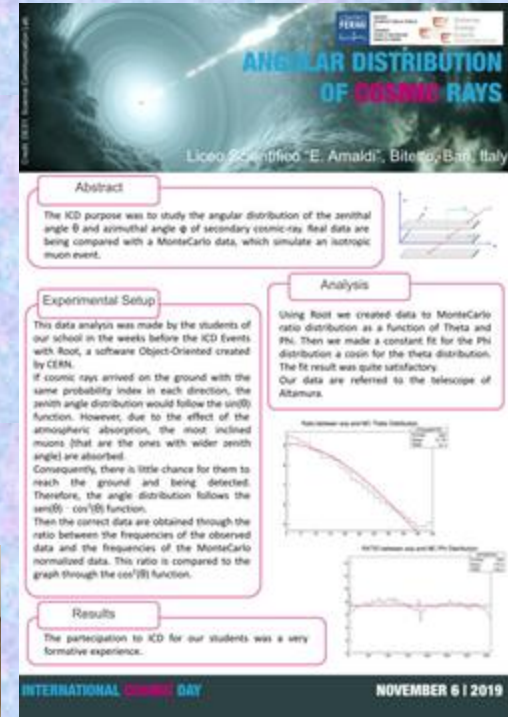 CENTRO
FERMI
Extreme
Energy
Events
ANGULAR DISTRIBUTION
OF COSMIC RAYS
Liceo Scientifico "E. Amaldi", Bitetto, Bari, Italy
Abstract
The ICD purpose was to study the angular distribution of the zenithal
angle θ and azimuthal angle φ of secondary cosmic-ray. Real data are
being compared with a MonteCarlo data, which simulate an isotropic
muon event.
Experimental Setup
This data analysis was made by the students of
our school in the weeks before the ICD Events
with Root, a software Object-Oriented created
by CERN.
If cosmic rays arrived on the ground with the
same probability index in each direction, the
zenith angle distribution would follow the sin(θ)
function. However, due to the effect of the
atmospheric absorption, the most inclined
muons (that are the ones with wider zenith
angle) are absorbed.
Consequently, there is little chance for them to
reach the ground and being detected.
Therefore, the angle distribution follows the
sen(θ) · cos²(θ) function.
Then the correct data are obtained through the
ratio between the frequencies of the observed
data and the frequencies of the MonteCarlo
normalized data. This ratio is compared to the
graph through the cos²(θ) function.
Analysis
Using Root we created data to MonteCarlo
ratio distribution as a function of Theta and
Phi. Then we made a constant fit for the Phi
distribution a cosin for the theta distribution.
The fit result was quite satisfactory.
Our data are referred to the telescope of
Altamura.
Results
The partecipation to ICD for our students was a very
formative experience.
INTERNATIONAL COSMIC DAY
NOVEMBER 6 | 2019